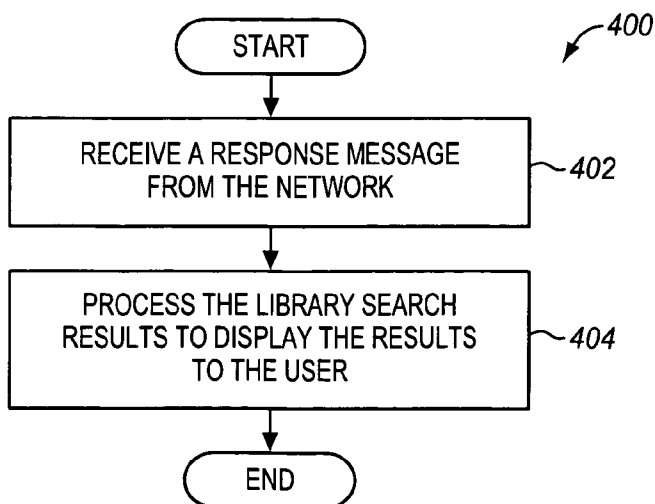 START
400
RECEIVE A RESPONSE MESSAGE
FROM THE NETWORK
402
PROCESS THE LIBRARY SEARCH
RESULTS TO DISPLAY THE RESULTS
TO THE USER
404
END